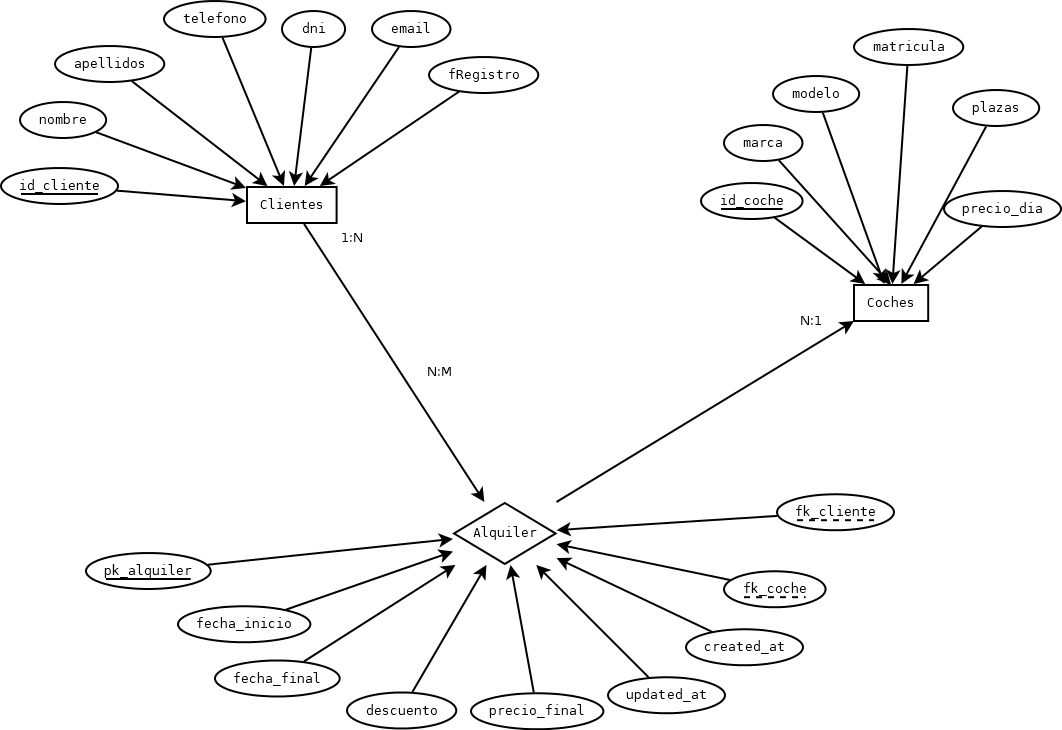 telefono
dni
email
matricula
apellidos
fRegistro
modelo
plazas
nombre
marca
id_cliente
id_coche
precio_dia
Clientes
1:N
Coches
N:1
N:M
fk_cliente
Alquiler
pk_alquiler
fk_coche
fecha_inicio
created_at
fecha_final
updated_at
descuento
precio_final